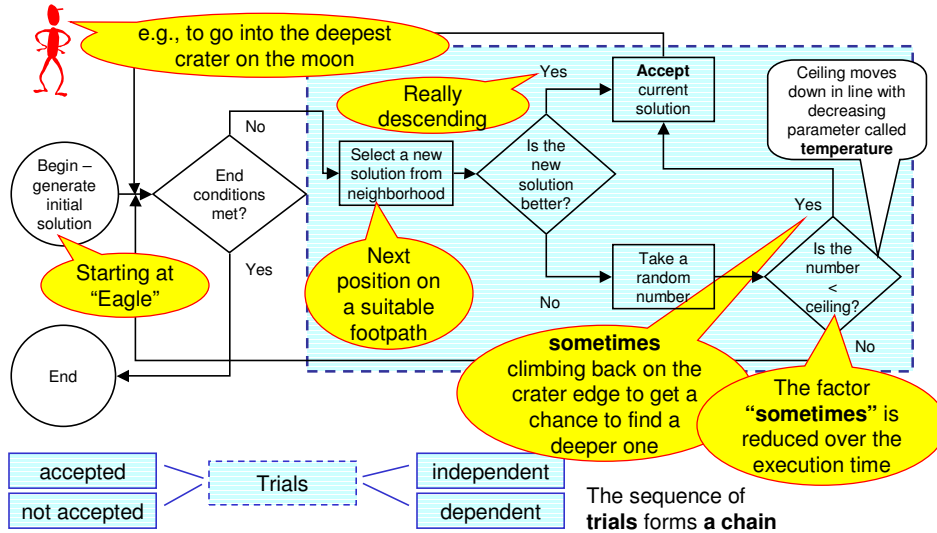 e.g., to go into the deepest
crater on the moon
Yes
Accept
current
solution
Ceiling moves
down in line with
decreasing
parameter called
temperature
Really
descending
No
Begin –
generate
initial
solution
End
conditions
met?
Select a new
solution from
neighborhood
Is the
new
solution
better?
Yes
Is the
number
<
ceiling?
Starting at
“Eagle”
Yes
Next
position on
a suitable
footpath
No
Take a
random
number
No
sometimes
climbing back on the
crater edge to get a
chance to find a
deeper one
The factor
“sometimes” is
reduced over the
execution time
End
accepted
not accepted
Trials
independent
dependent
The sequence of
trials forms a chain